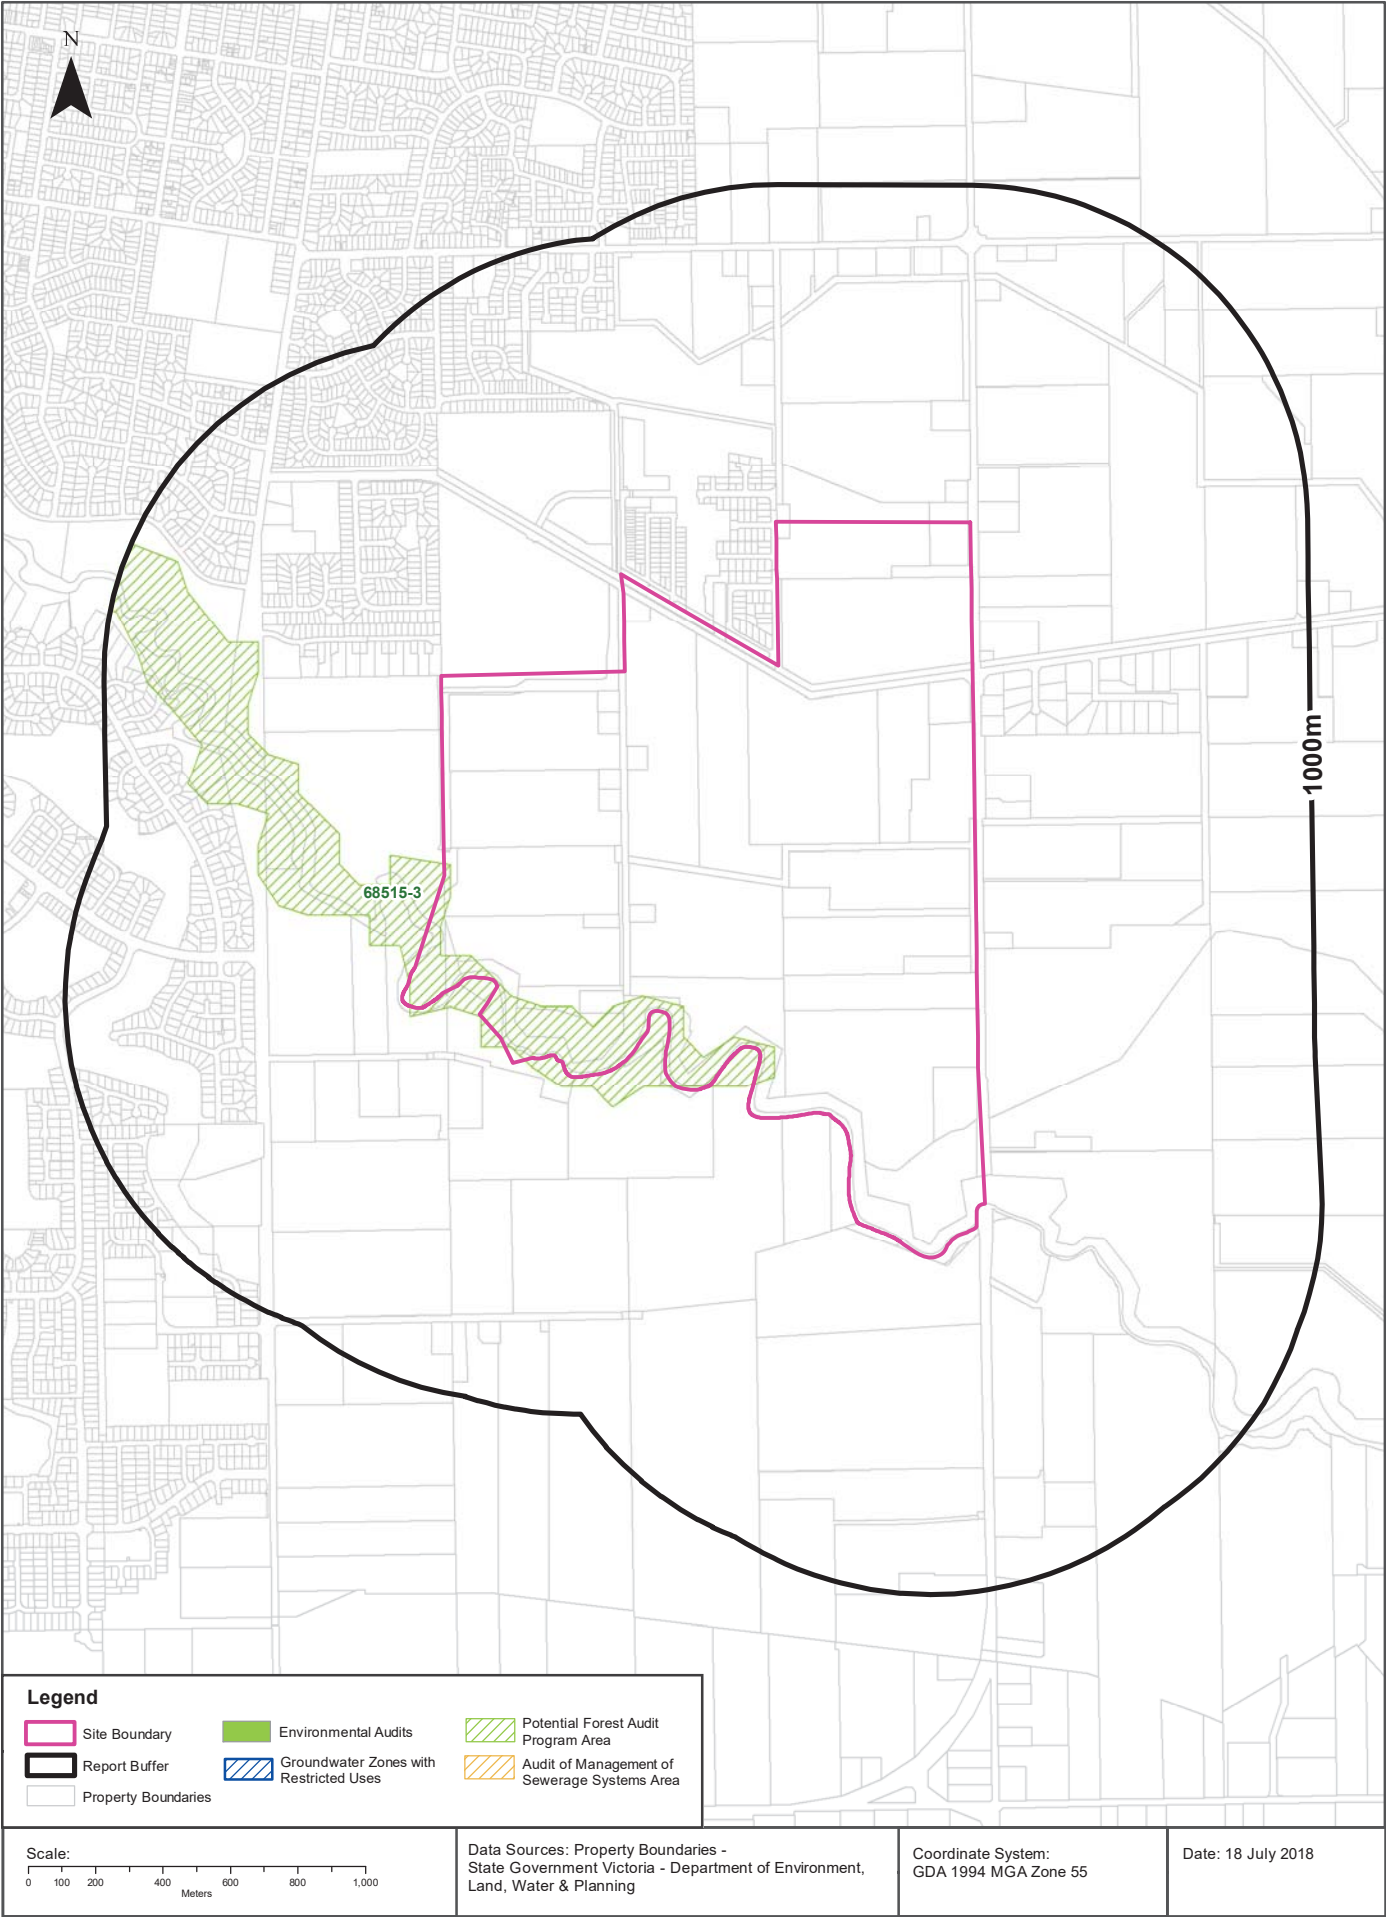 N
1000m
68515-3
Legend
Site Boundary
Report Buffer
Property Boundaries
Environmental Audits
Groundwater Zones with
Restricted Uses
Potential Forest Audit
Program Area
Audit of Management of
Sewerage Systems Area
Scale:
0 100 200 400 600 800 1,000
Meters
Data Sources: Property Boundaries -
State Government Victoria - Department of Environment,
Land, Water & Planning
Coordinate System:
GDA 1994 MGA Zone 55
Date: 18 July 2018